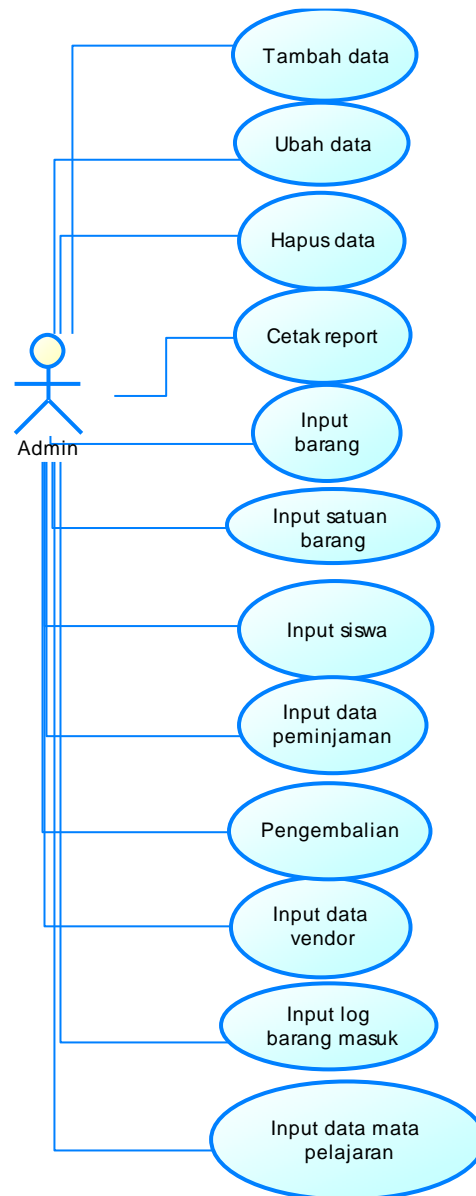 Tambah data
Ubah data
Hapus data
Cetak report
Admin
Input
barang
Input satuan
barang
Input siswa
Input data
peminjaman
Pengembalian
Input data
vendor
Input log
barang masuk
Input data mata
pelajaran